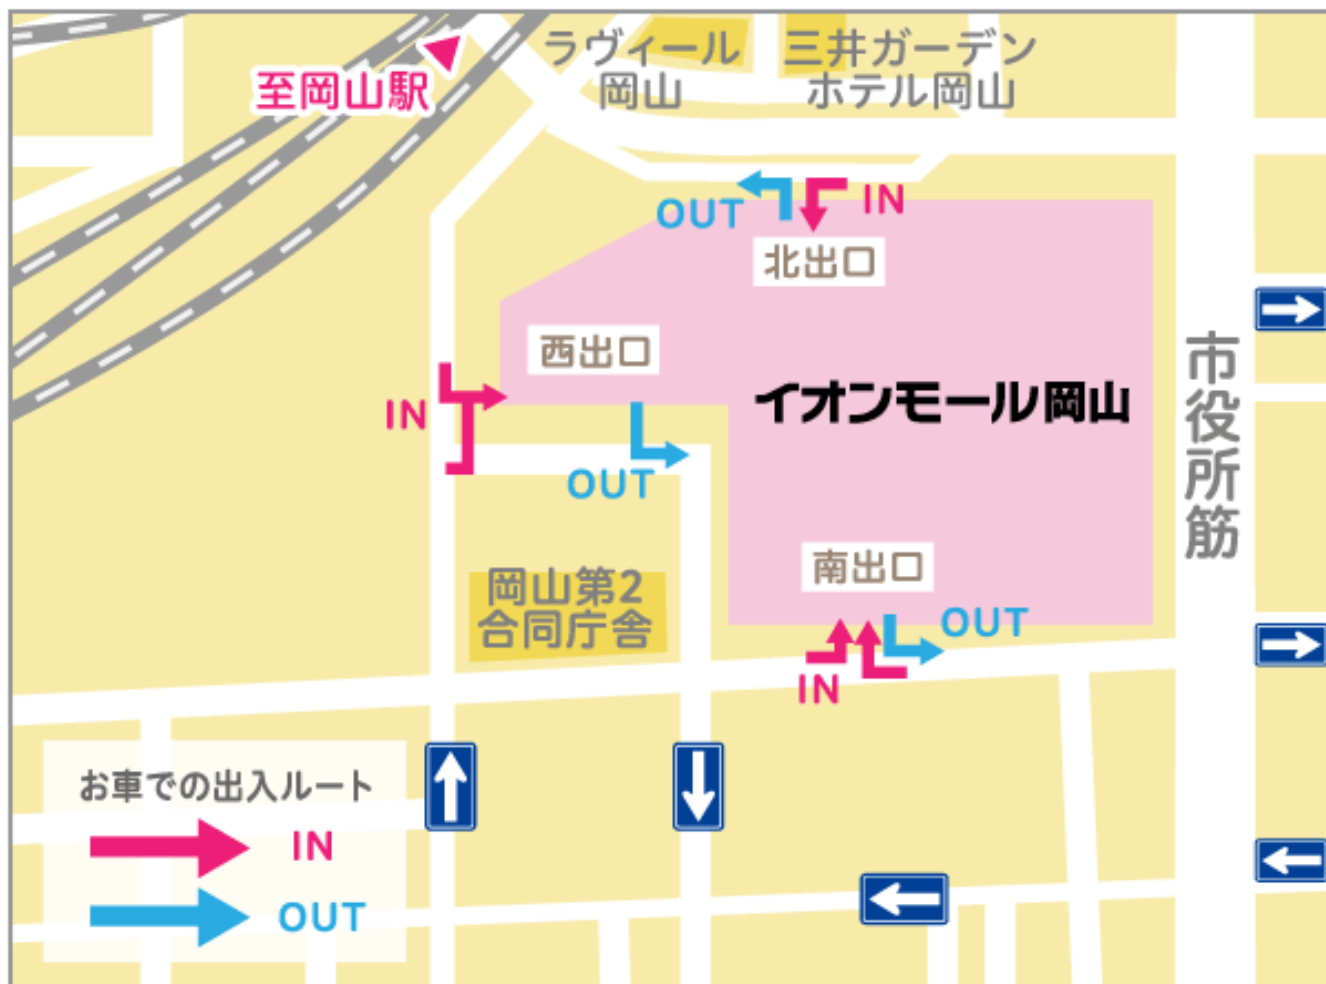 ラヴィール
岡山
三井ガーデン
ホテル岡山
至岡山駅
OUT
IN
北出口
西出口
IN
OUT
イオンモール岡山
市役所筋
岡山第2
合同庁舎
南出口
OUT
IN
お車での出入ルート
IN
OUT